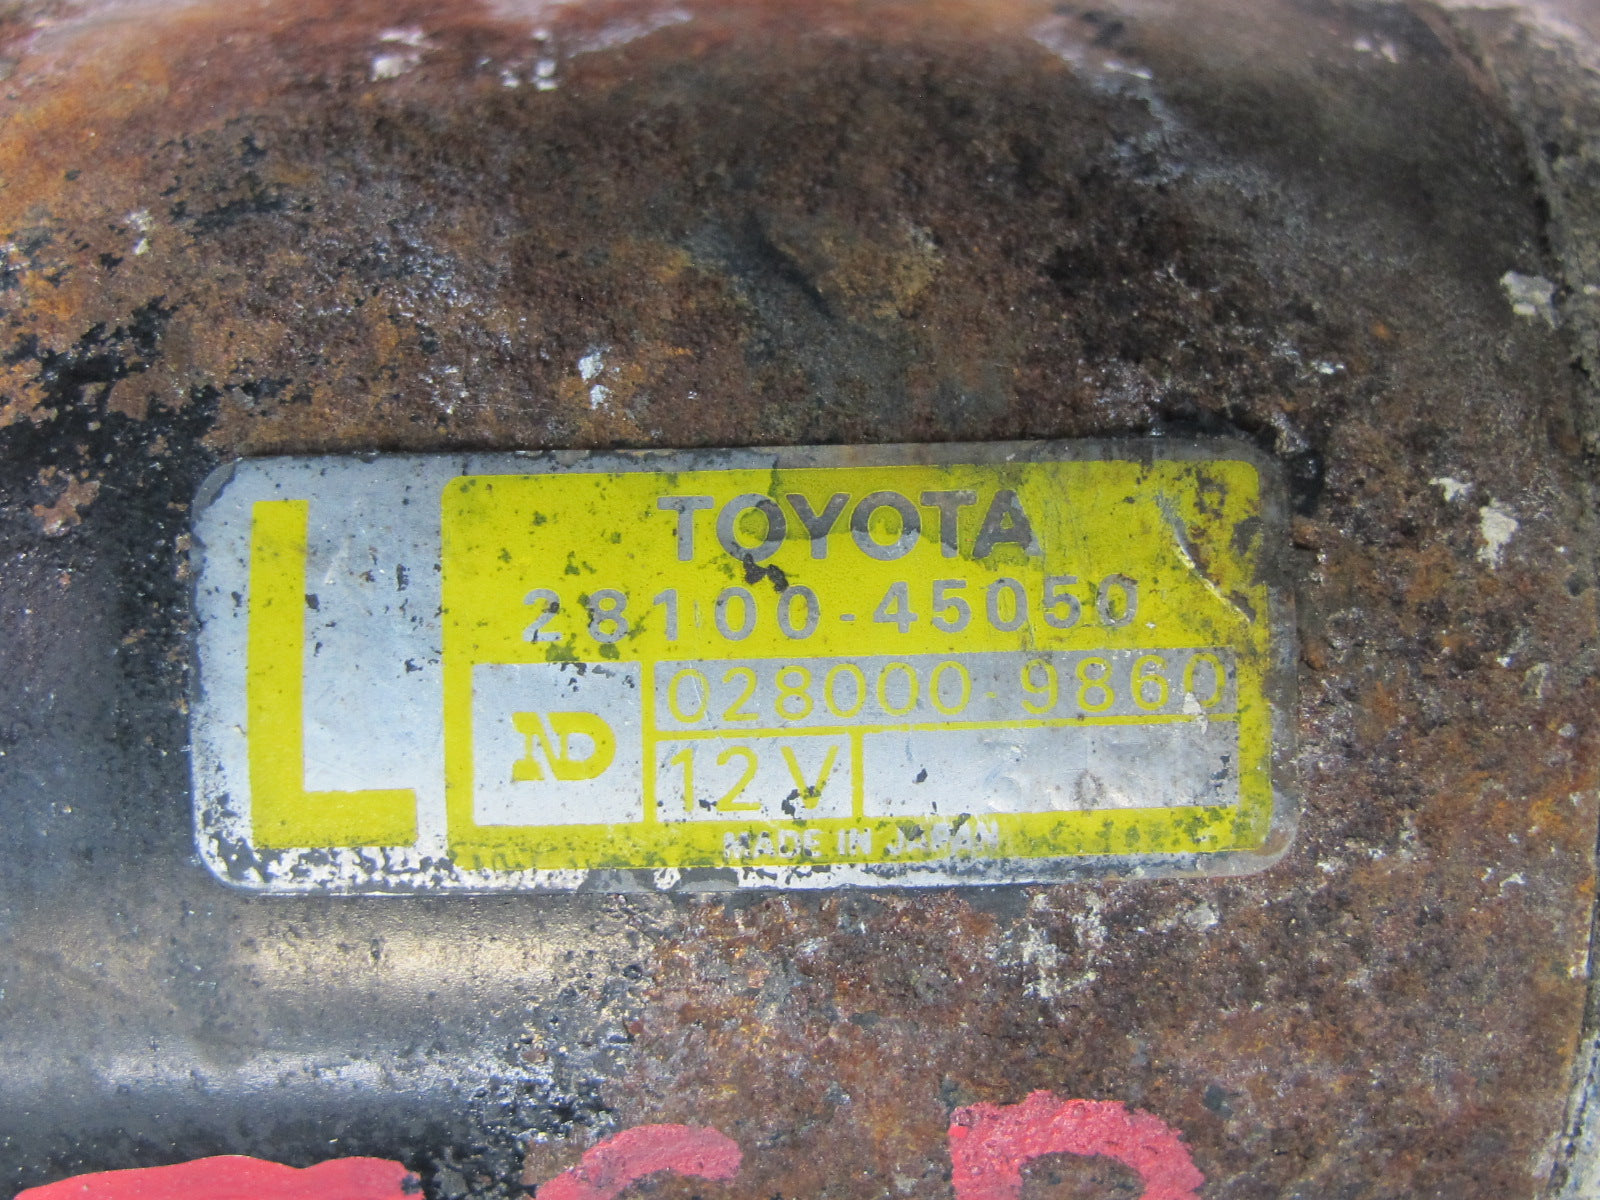 L
TOYOTA
28100-45050
ND
028000-9860
12V
MADE IN JAPAN